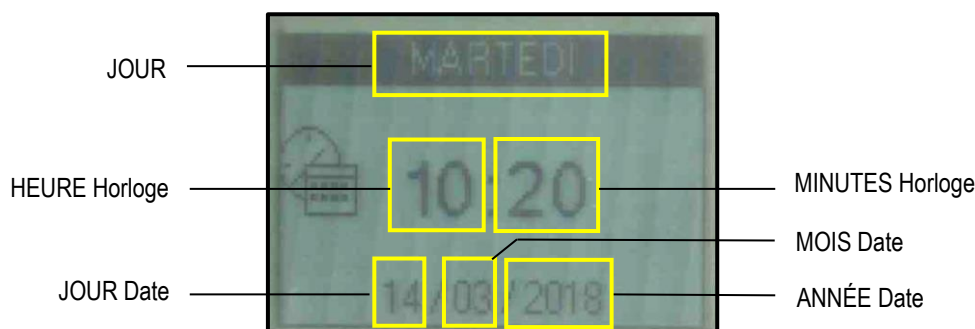 JOUR
MARTEDI
HEURE Horloge
10:20
MINUTES Horloge
MOIS Date
JOUR Date
14/03/2018
ANNÉE Date